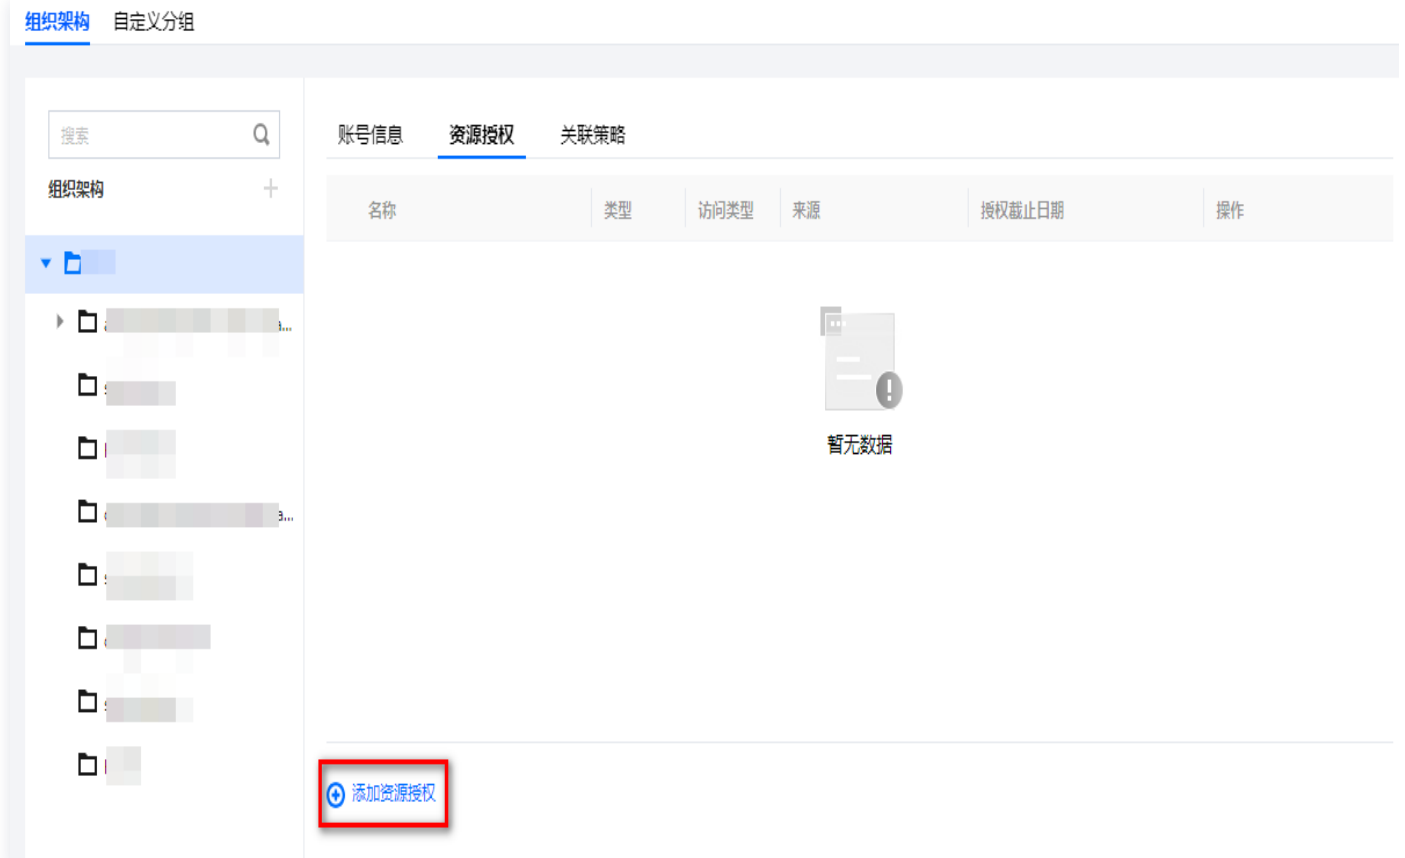 组织架构 自定义分组
搜索
组织架构
账号信息 资源授权 关联策略
名称 类型 访问类型 来源 授权截止日期 操作
暂无数据
添加资源授权